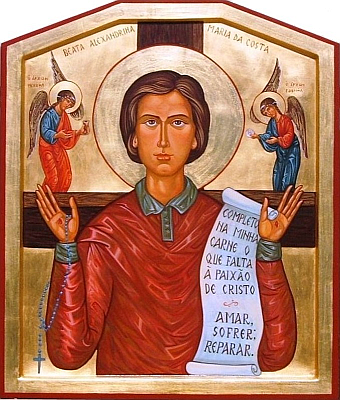 BEATA ALEXANDRINA MARIA DA COSTA
COMPLETO
NA MINHA
CARNE O
QUE FALTA
À PAIXÃO
DE CRISTO
AMAR,
SOFRER,
REPARAR.